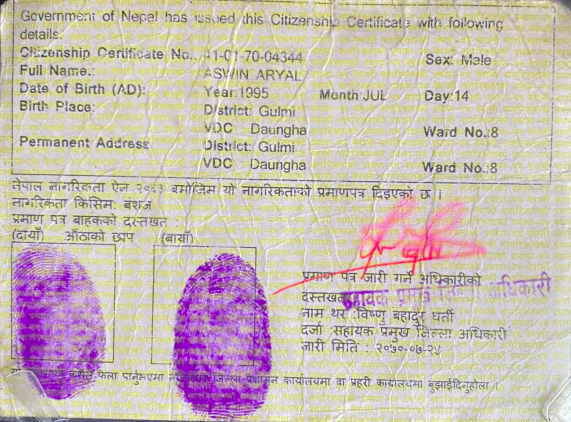 Government of Nepal has issued this Citizenship Certificate with following
details.
Citizenship Certificate No.: 41-01-70-04344 Sex: Male
Full Name.: ASWIN ARYAL
Date of Birth (AD): Year:1995 Month:JUL Day:14
Birth Place: District: Gulmi
VDC : Daungha Ward No.:8
Permanent Address: District: Gulmi
VDC : Daungha Ward No.:8
नेपाल नागरिकता ऐन २०६३ बमोजिम यो नागरिकताको प्रमाणपत्र दिइएको छ ।
नागरिकता किसिम: वंशज
प्रमाण पत्र बाहकको दस्तखत :
(दायाँ) औंठाको छाप (बायाँ)
प्रमाण पत्र जारी गर्ने अधिकारीको
दस्तखत
सहायक प्रमुख जिल्ला अधिकारी
नाम थर : विष्णु बहादुर घर्ती
दर्जा : सहायक प्रमुख जिल्ला अधिकारी
जारी मिति : २०७०-०७-२५
फेला पार्नुभएमा जिल्ला प्रशासन कार्यालयमा वा प्रहरी कार्यालयमा बुझाईदिनुहोला ।